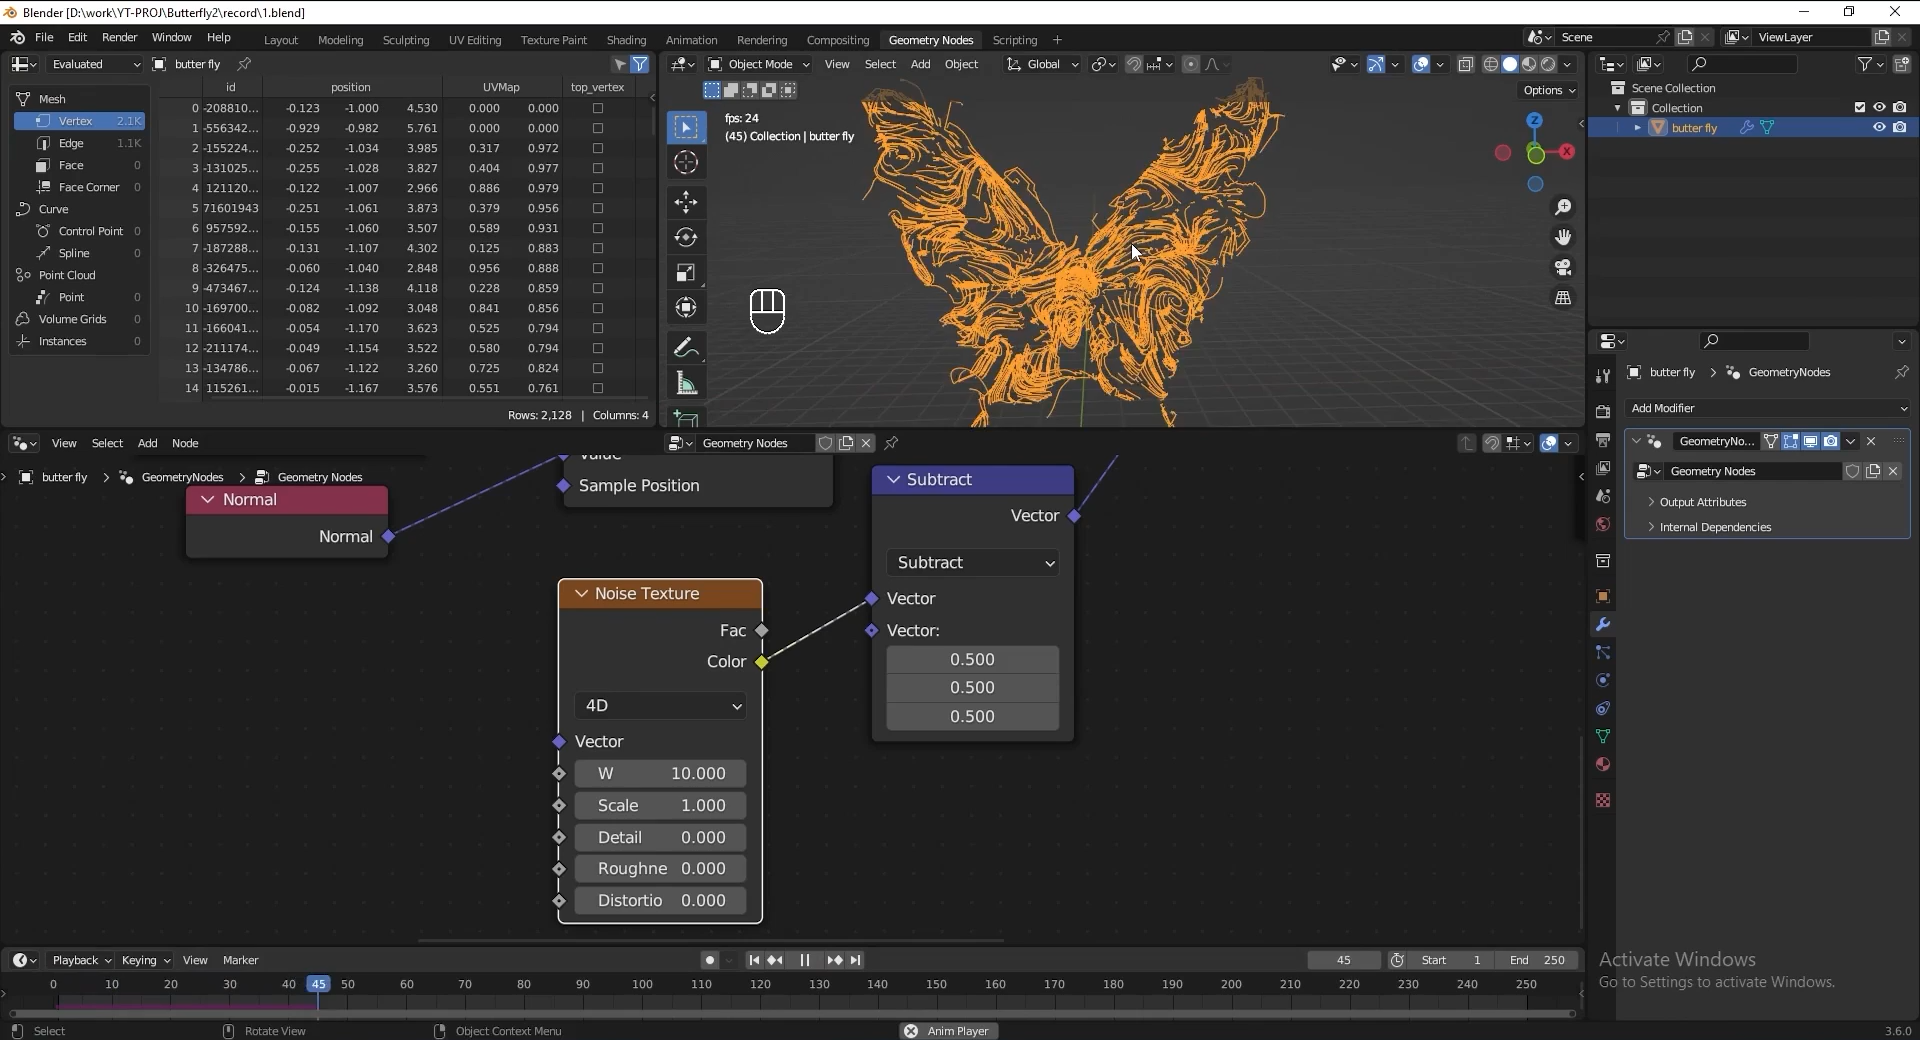 Blender [D:\work\YT-PROJ\Butterfly2\record\1.blend]
File Edit Render Window Help Layout Modeling Sculpting UV Editing Texture Paint Shading Animation Rendering Compositing Geometry Nodes Scripting Scene ViewLayer
Evaluated butter fly
id position UVMap top_vertex
0 -208810... -0.123 -1.000 4.530 0.000 0.000
1 -556342... -0.929 -0.982 5.761 0.000 0.000
2 -155224... -0.252 -1.034 3.985 0.317 0.972
3 -131025... -0.255 -1.028 3.827 0.404 0.977
4 121120... -0.122 -1.007 2.966 0.886 0.979
5 71601943 -0.251 -1.061 3.873 0.379 0.956
6 957592... -0.155 -1.060 3.507 0.589 0.931
7 -187288... -0.131 -1.107 4.302 0.125 0.883
8 -326475... -0.060 -1.040 2.848 0.956 0.888
9 -473467... -0.124 -1.138 4.118 0.228 0.859
10 -169700... -0.082 -1.092 3.048 0.841 0.856
11 -166041... -0.054 -1.170 3.623 0.525 0.794
12 -211174... -0.049 -1.154 3.522 0.580 0.794
13 -134786... -0.067 -1.122 3.260 0.725 0.824
14 115261... -0.015 -1.167 3.576 0.551 0.761
Rows: 2,128 | Columns: 4
Mesh
Vertex 2.1K
Edge 1.1K
Face 0
Face Corner 0
Curve
Control Point 0
Spline 0
Point Cloud
Point 0
Volume Grids 0
Instances 0
Object Mode View Select Add Object Global
Options
fps: 24
(45) Collection | butter fly
Z
X
Scene Collection
Collection
butter fly
butter fly GeometryNodes
Add Modifier
GeometryNo...
Geometry Nodes
Output Attributes
Internal Dependencies
View Select Add Node Geometry Nodes
butter fly GeometryNodes Geometry Nodes
Normal
Normal
Value
Sample Position
Noise Texture
Fac
Color
4D
Vector
W 10.000
Scale 1.000
Detail 0.000
Roughne 0.000
Distortio 0.000
Subtract
Vector
Subtract
Vector
Vector:
0.500
0.500
0.500
Activate Windows
Go to Settings to activate Windows.
Playback Keying View Marker 45 Start 1 End 250
0 10 20 30 40 45 50 60 70 80 90 100 110 120 130 140 150 160 170 180 190 200 210 220 230 240 250
Select Rotate View Object Context Menu Anim Player 3.6.0